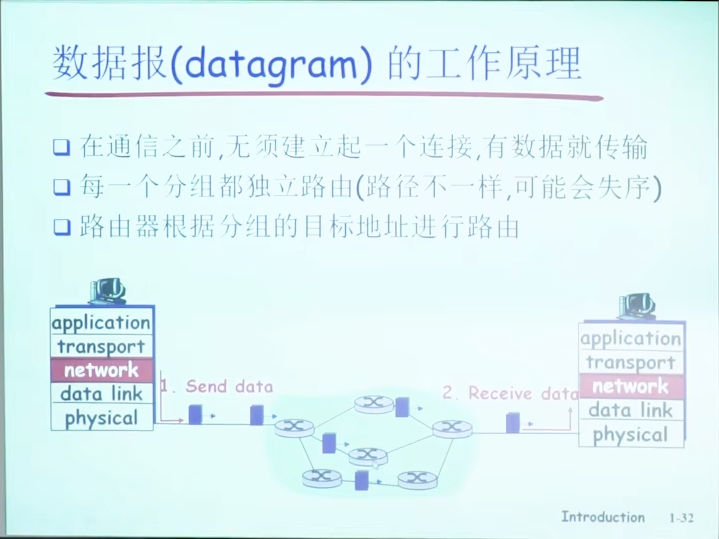 数据报(datagram) 的工作原理
在通信之前,无须建立起一个连接,有数据就传输
每一个分组都独立路由(路径不一样,可能会失序)
路由器根据分组的目标地址进行路由
application
transport
network
data link
physical
1. Send data
2. Receive data
application
transport
network
data link
physical
Introduction 1-32